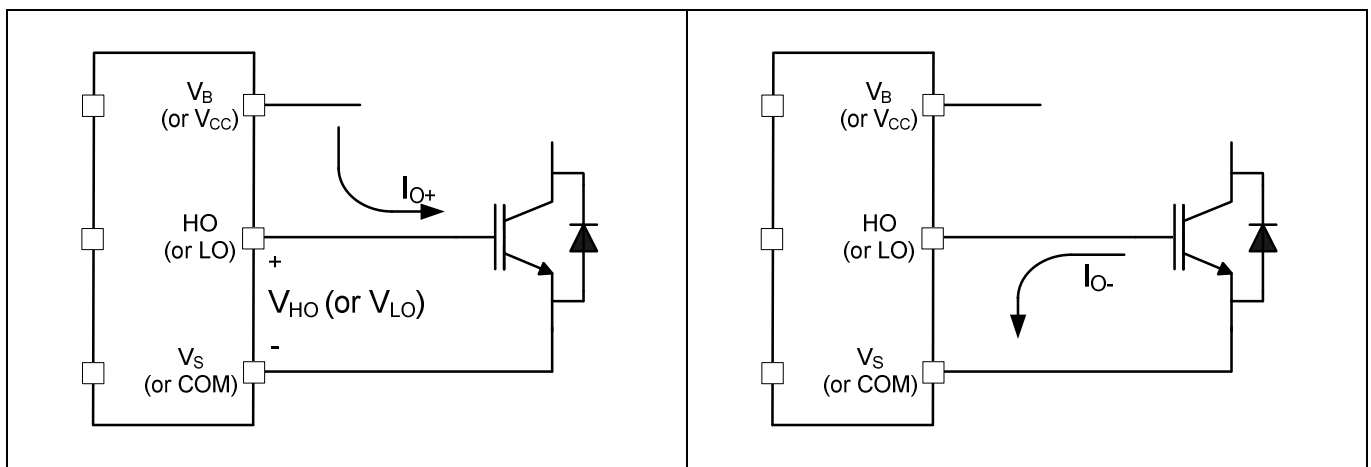 V_B
(or V_CC)
I_O+
HO
(or LO)
+
V_HO (or V_LO)
-
V_S
(or COM)
V_B
(or V_CC)
HO
(or LO)
I_O-
V_S
(or COM)